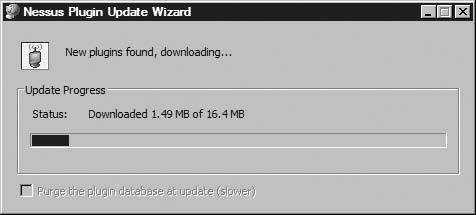 Nessus Plugin Update Wizard
New plugins found, downloading...
Update Progress
Status: Downloaded 1.49 MB of 16.4 MB
Purge the plugin database at update (slower)